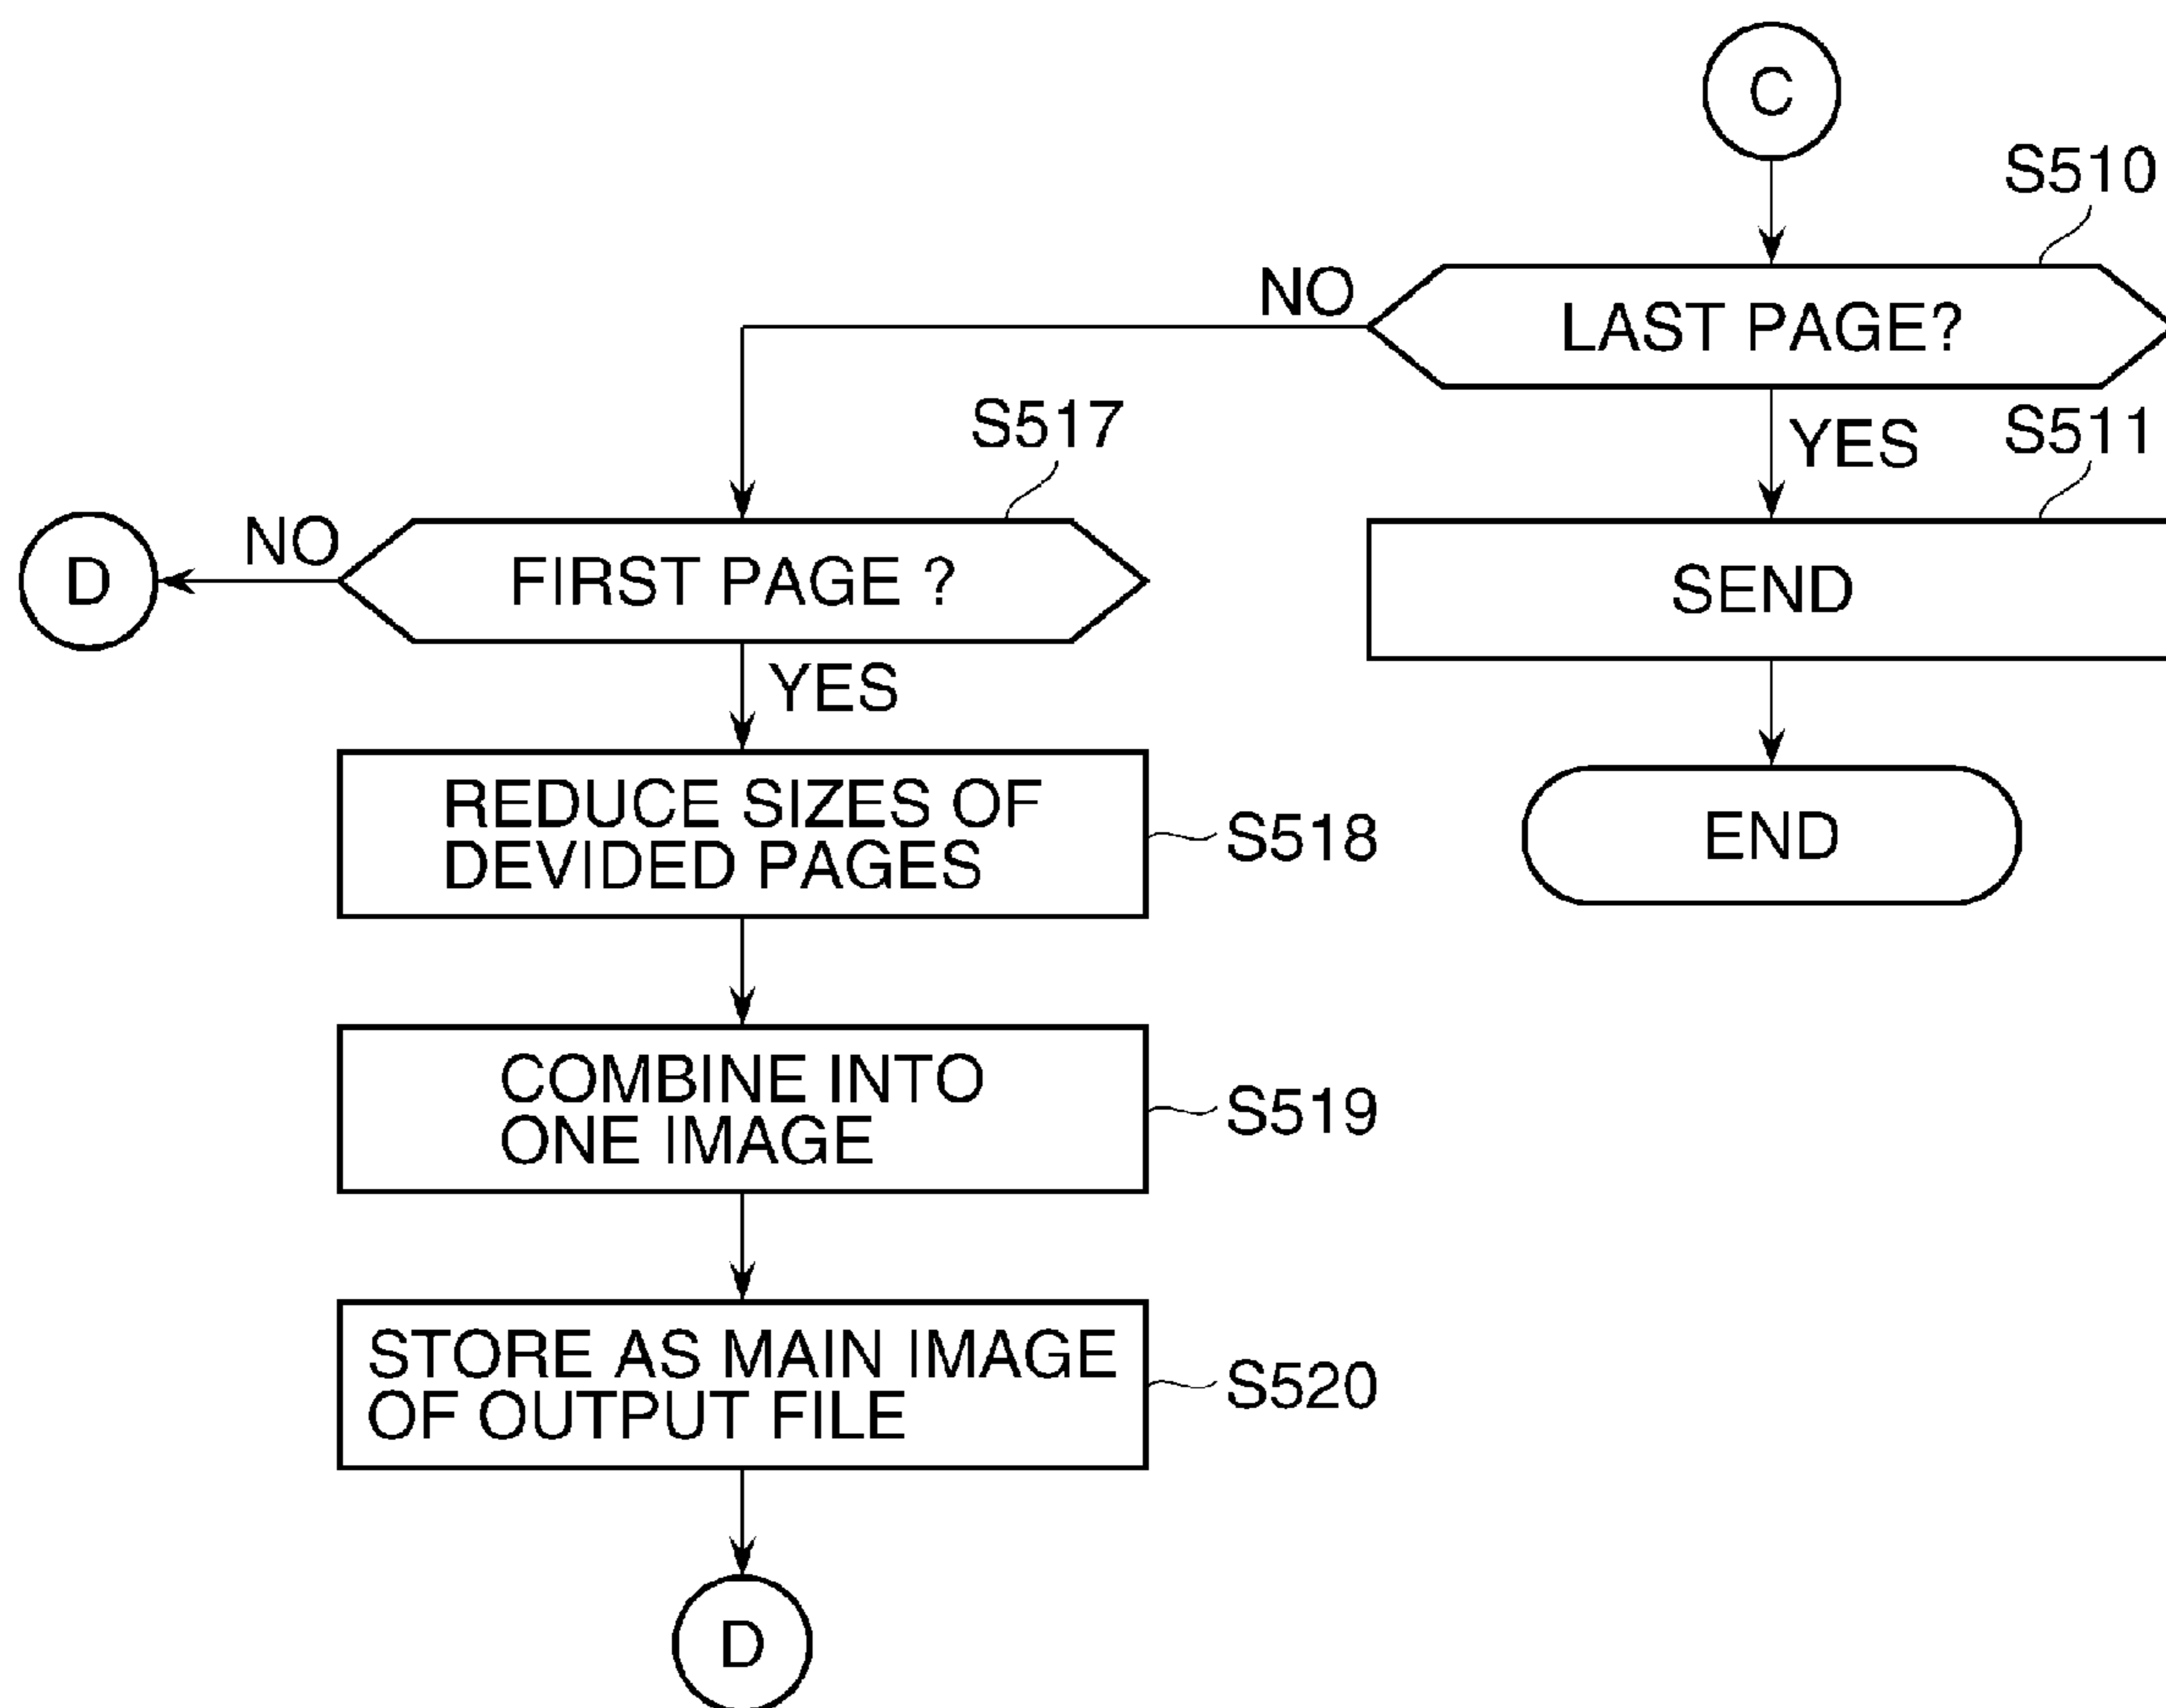 C
S510
NO
LAST PAGE?
S517
YES
S511
D
NO
FIRST PAGE ?
SEND
YES
REDUCE SIZES OF
DEVIDED PAGES
S518
END
COMBINE INTO
ONE IMAGE
S519
STORE AS MAIN IMAGE
OF OUTPUT FILE
S520
D